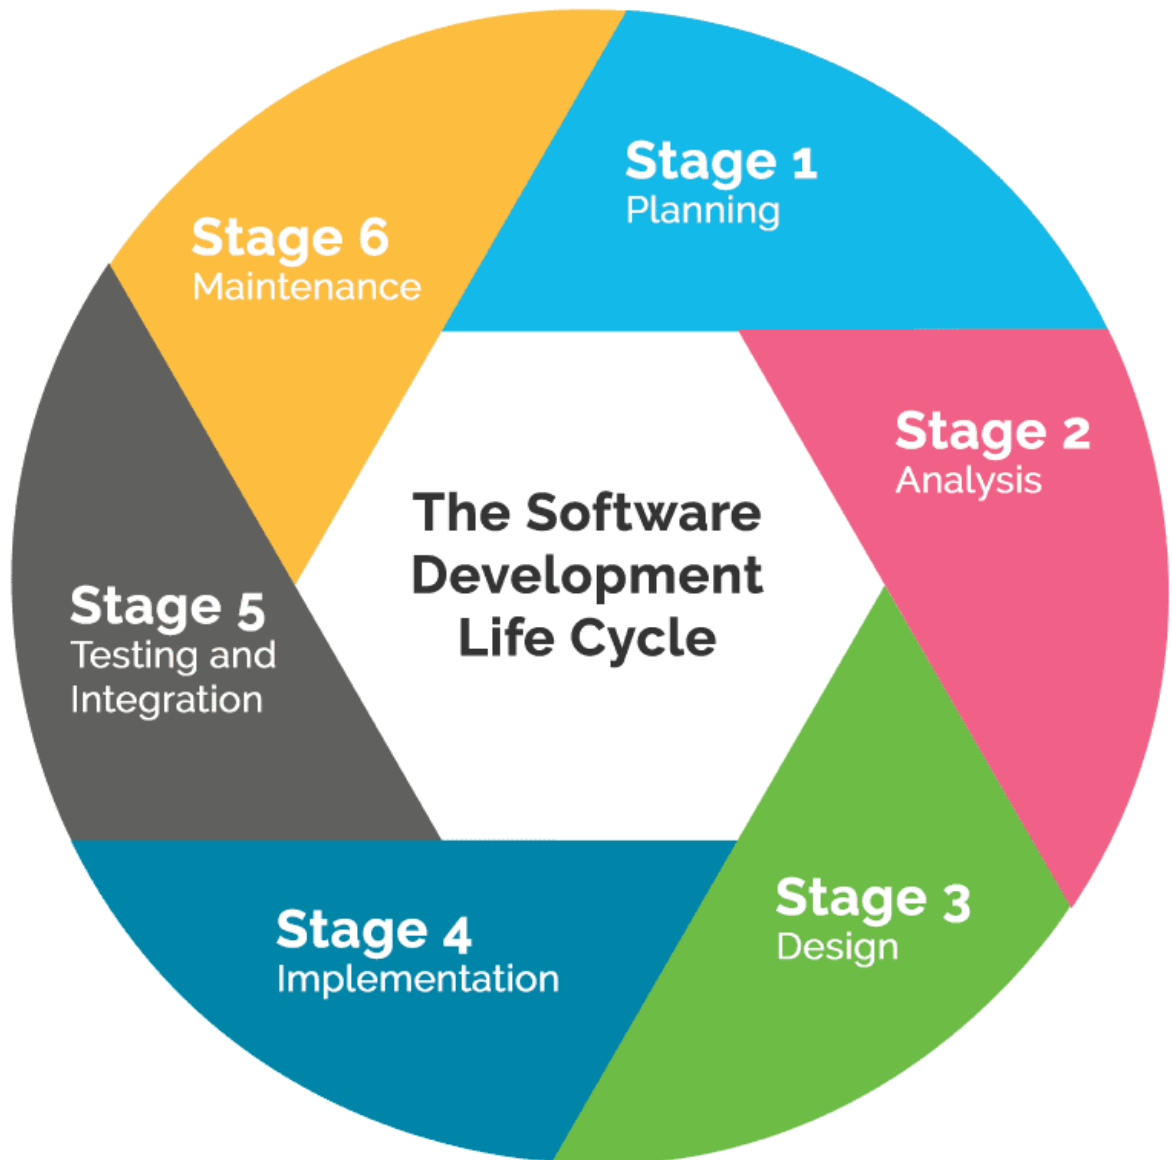 Stage 1
Planning
Stage 2
Analysis
Stage 3
Design
Stage 4
Implementation
Stage 5
Testing and
Integration
Stage 6
Maintenance
The Software
Development
Life Cycle